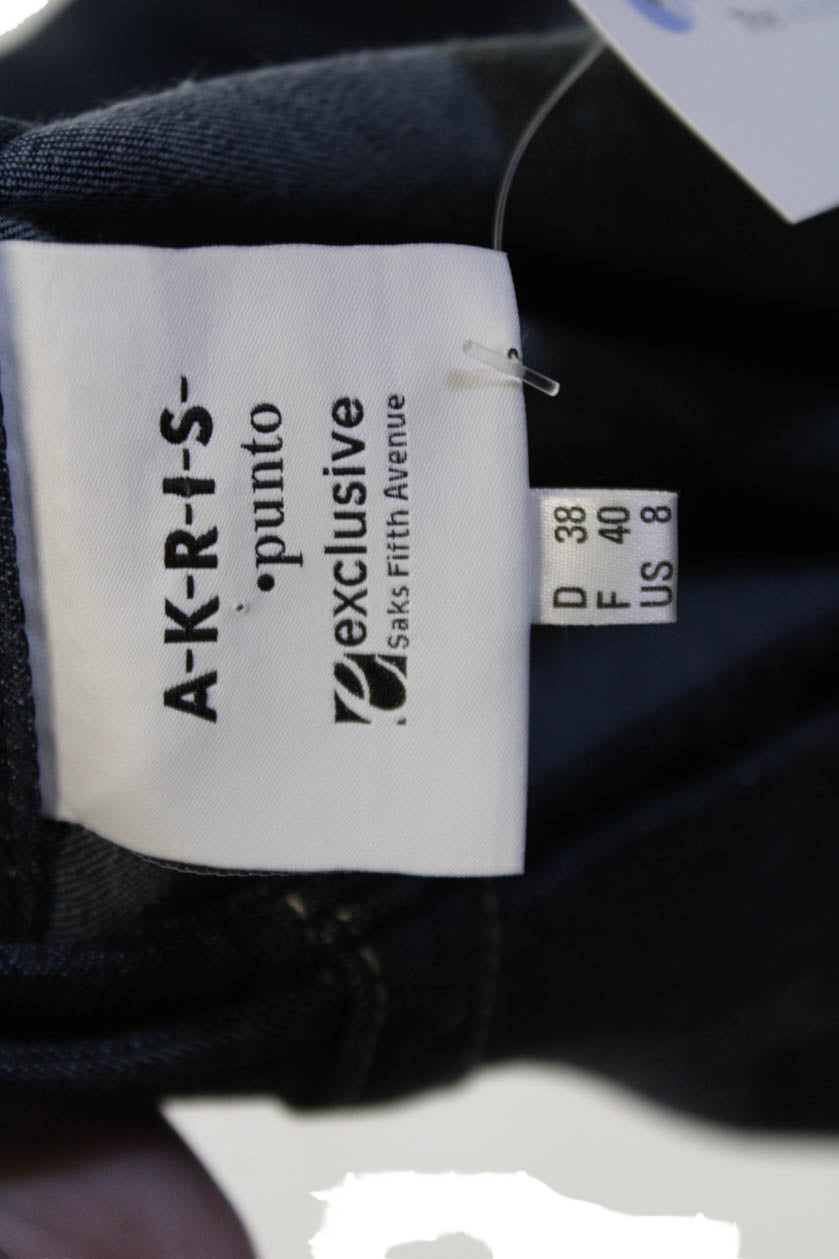 A-K-R-I-S-
•punto
exclusive
Saks Fifth Avenue
D 38
F 40
US 8